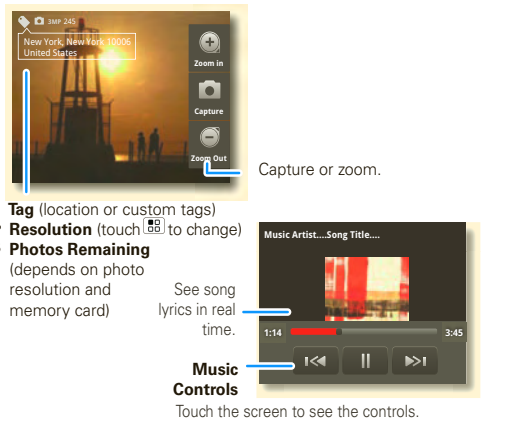 3MP 245
New York, New York 10006
United States
Zoom in
Capture
Zoom Out
Capture or zoom.
Tag (location or custom tags)
Resolution (touch to change)
Photos Remaining
(depends on photo
resolution and
memory card)
Music Artist....Song Title....
See song
lyrics in real
time.
1:14
3:45
Music
Controls
Touch the screen to see the controls.